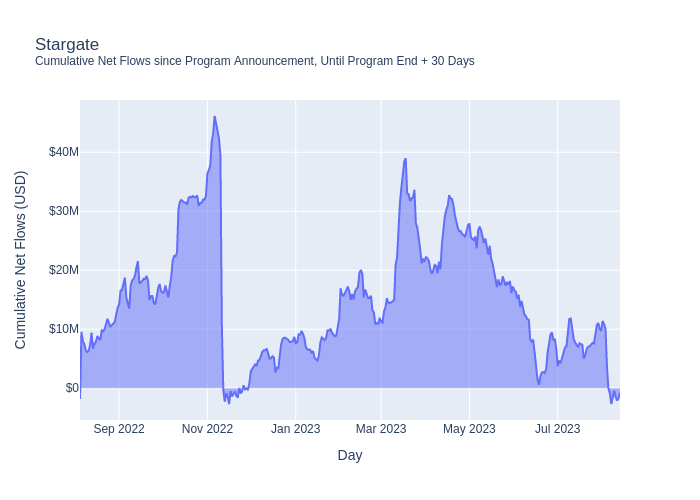 Stargate
Cumulative Net Flows since Program Announcement, Until Program End + 30 Days
Cumulative Net Flows (USD)
$40M
$30M
$20M
$10M
$0
Sep 2022
Nov 2022
Jan 2023
Mar 2023
May 2023
Jul 2023
Day